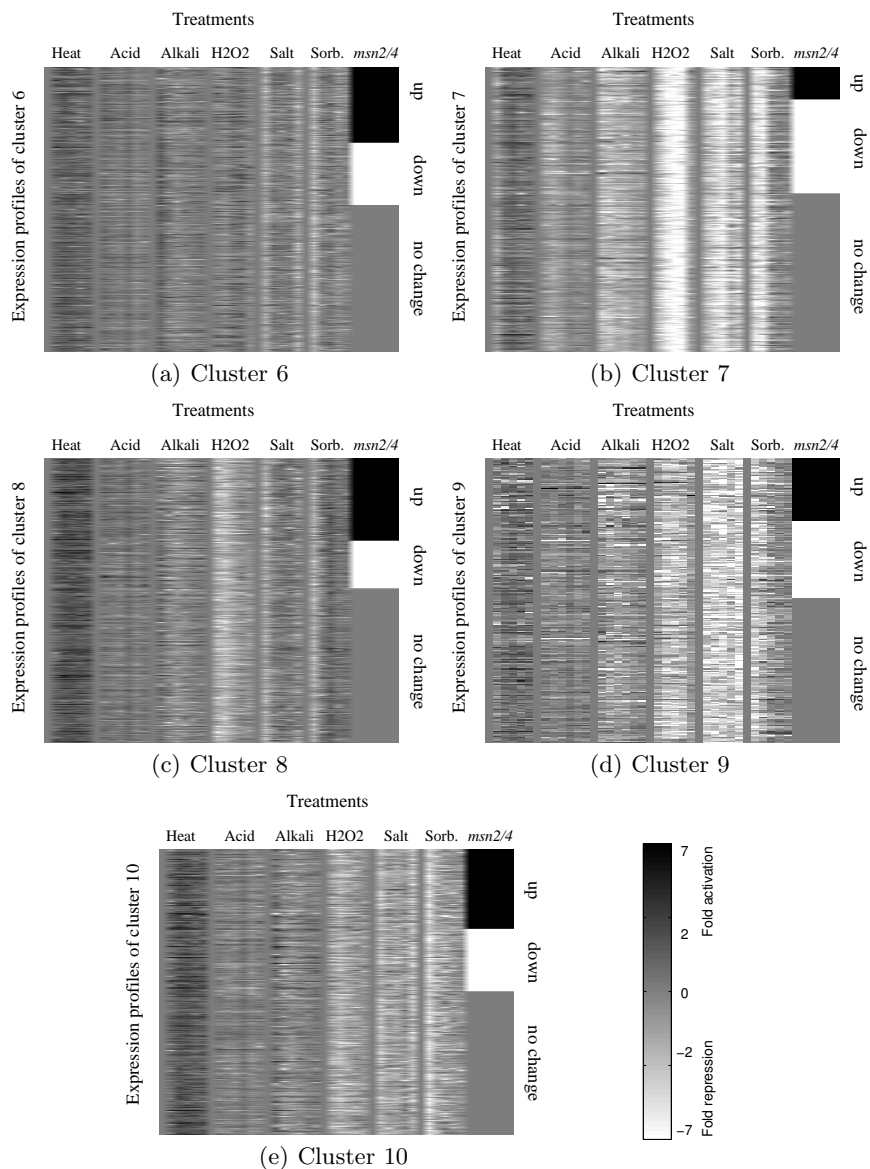 Treatments
Heat Acid Alkali H2O2 Salt Sorb. msn2/4
Expression profiles of cluster 6
up
down
no change
(a) Cluster 6
Treatments
Heat Acid Alkali H2O2 Salt Sorb. msn2/4
Expression profiles of cluster 7
up
down
no change
(b) Cluster 7
Treatments
Heat Acid Alkali H2O2 Salt Sorb. msn2/4
Expression profiles of cluster 8
up
down
no change
(c) Cluster 8
Treatments
Heat Acid Alkali H2O2 Salt Sorb. msn2/4
Expression profiles of cluster 9
up
down
no change
(d) Cluster 9
Treatments
Heat Acid Alkali H2O2 Salt Sorb. msn2/4
Expression profiles of cluster 10
up
down
no change
(e) Cluster 10
7
2
0
−2
−7
Fold activation
Fold repression